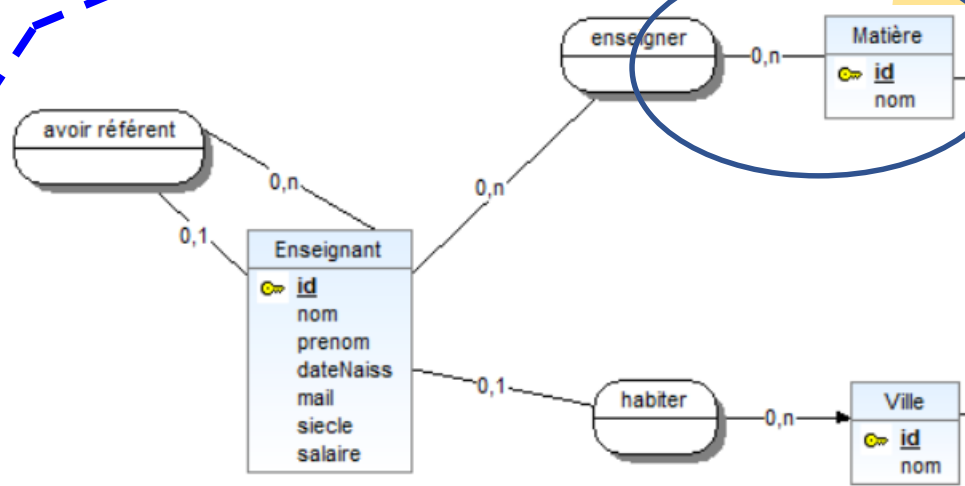 enseigner
0,n
Matière
id
nom
avoir référent
0,n
0,n
0,1
Enseignant
id
nom
prenom
dateNaiss
mail
siecle
salaire
0,1
habiter
0,n
Ville
id
nom